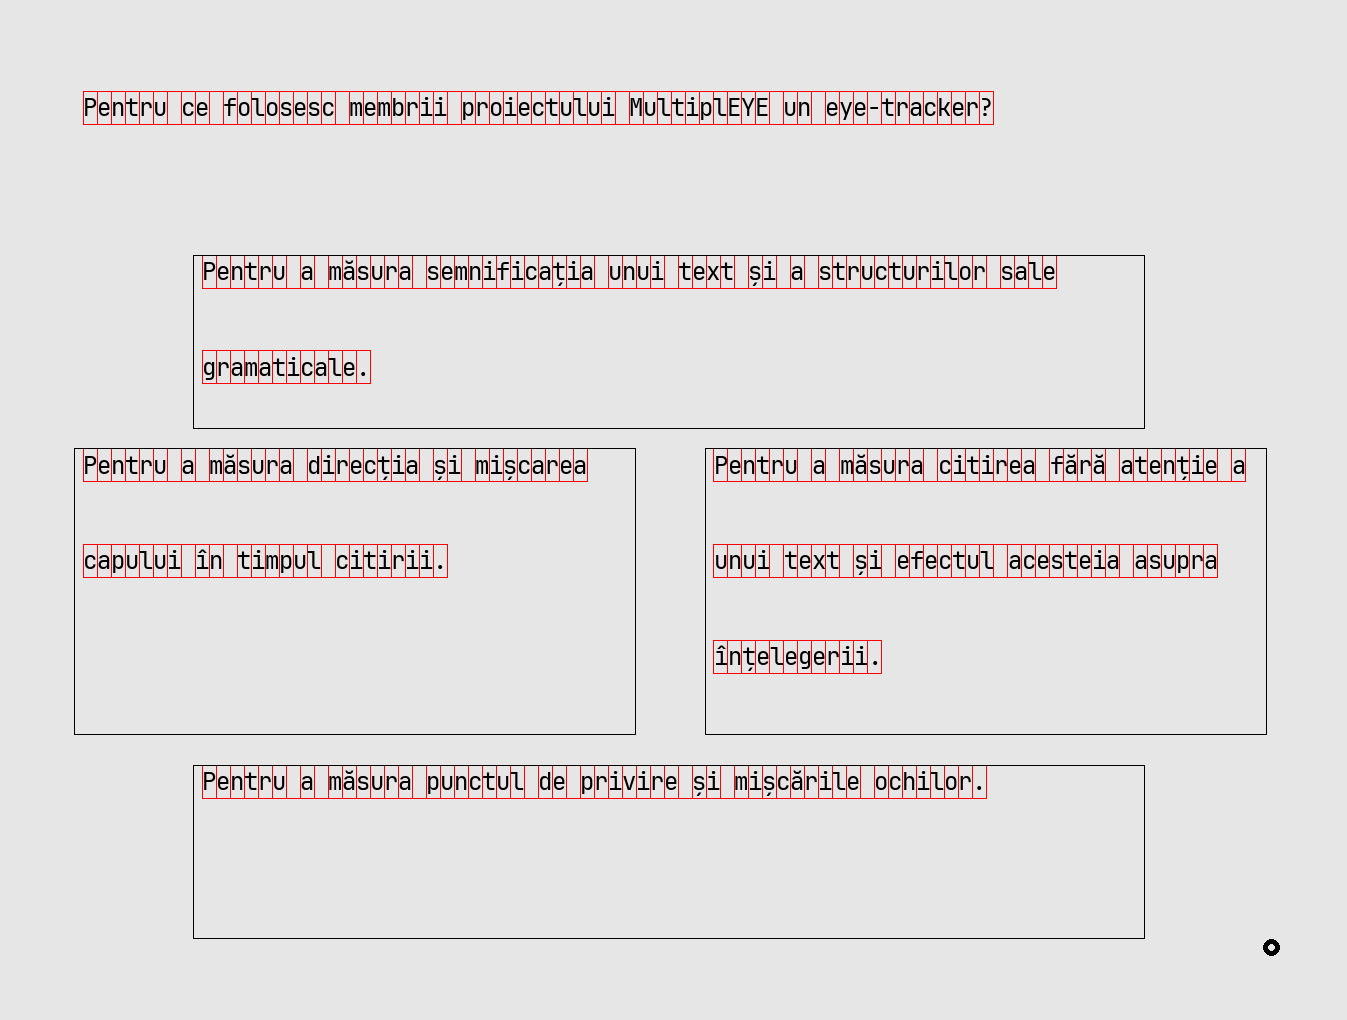 Pentru ce folosesc membrii proiectului MultiplEYE un eye-tracker?
Pentru a măsura semnificația unui text și a structurilor sale
gramaticale.
Pentru a măsura direcția și mișcarea
capului în timpul citirii.
Pentru a măsura citirea fără atenție a
unui text și efectul acesteia asupra
înțelegerii.
Pentru a măsura punctul de privire și mișcările ochilor.